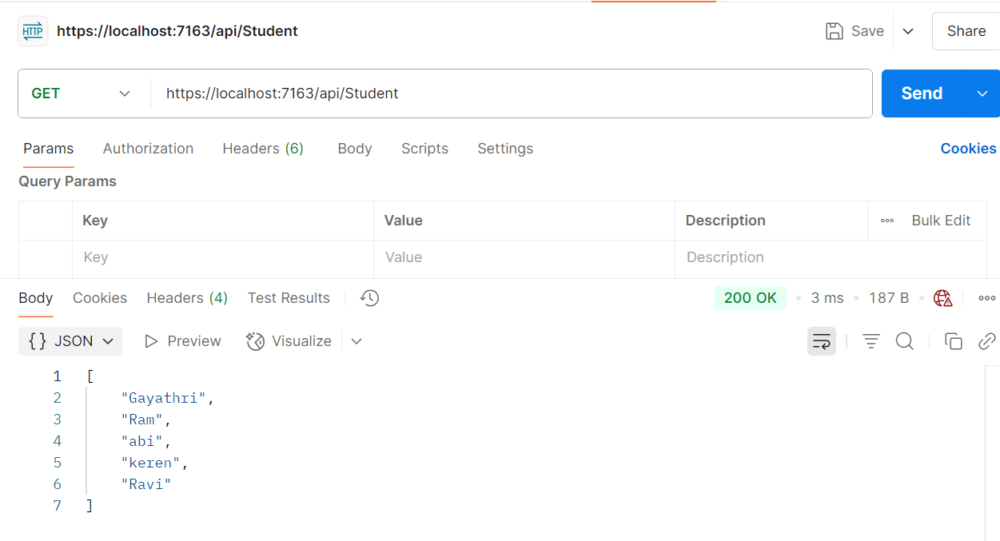 HTTP https://localhost:7163/api/Student Save Share
GET https://localhost:7163/api/Student Send
Params Authorization Headers (6) Body Scripts Settings Cookies
Query Params
Key Value Description Bulk Edit
Key Value Description
Body Cookies Headers (4) Test Results 200 OK • 3 ms • 187 B •
{} JSON Preview Visualize
1 [
2 "Gayathri",
3 "Ram",
4 "abi",
5 "keren",
6 "Ravi"
7 ]